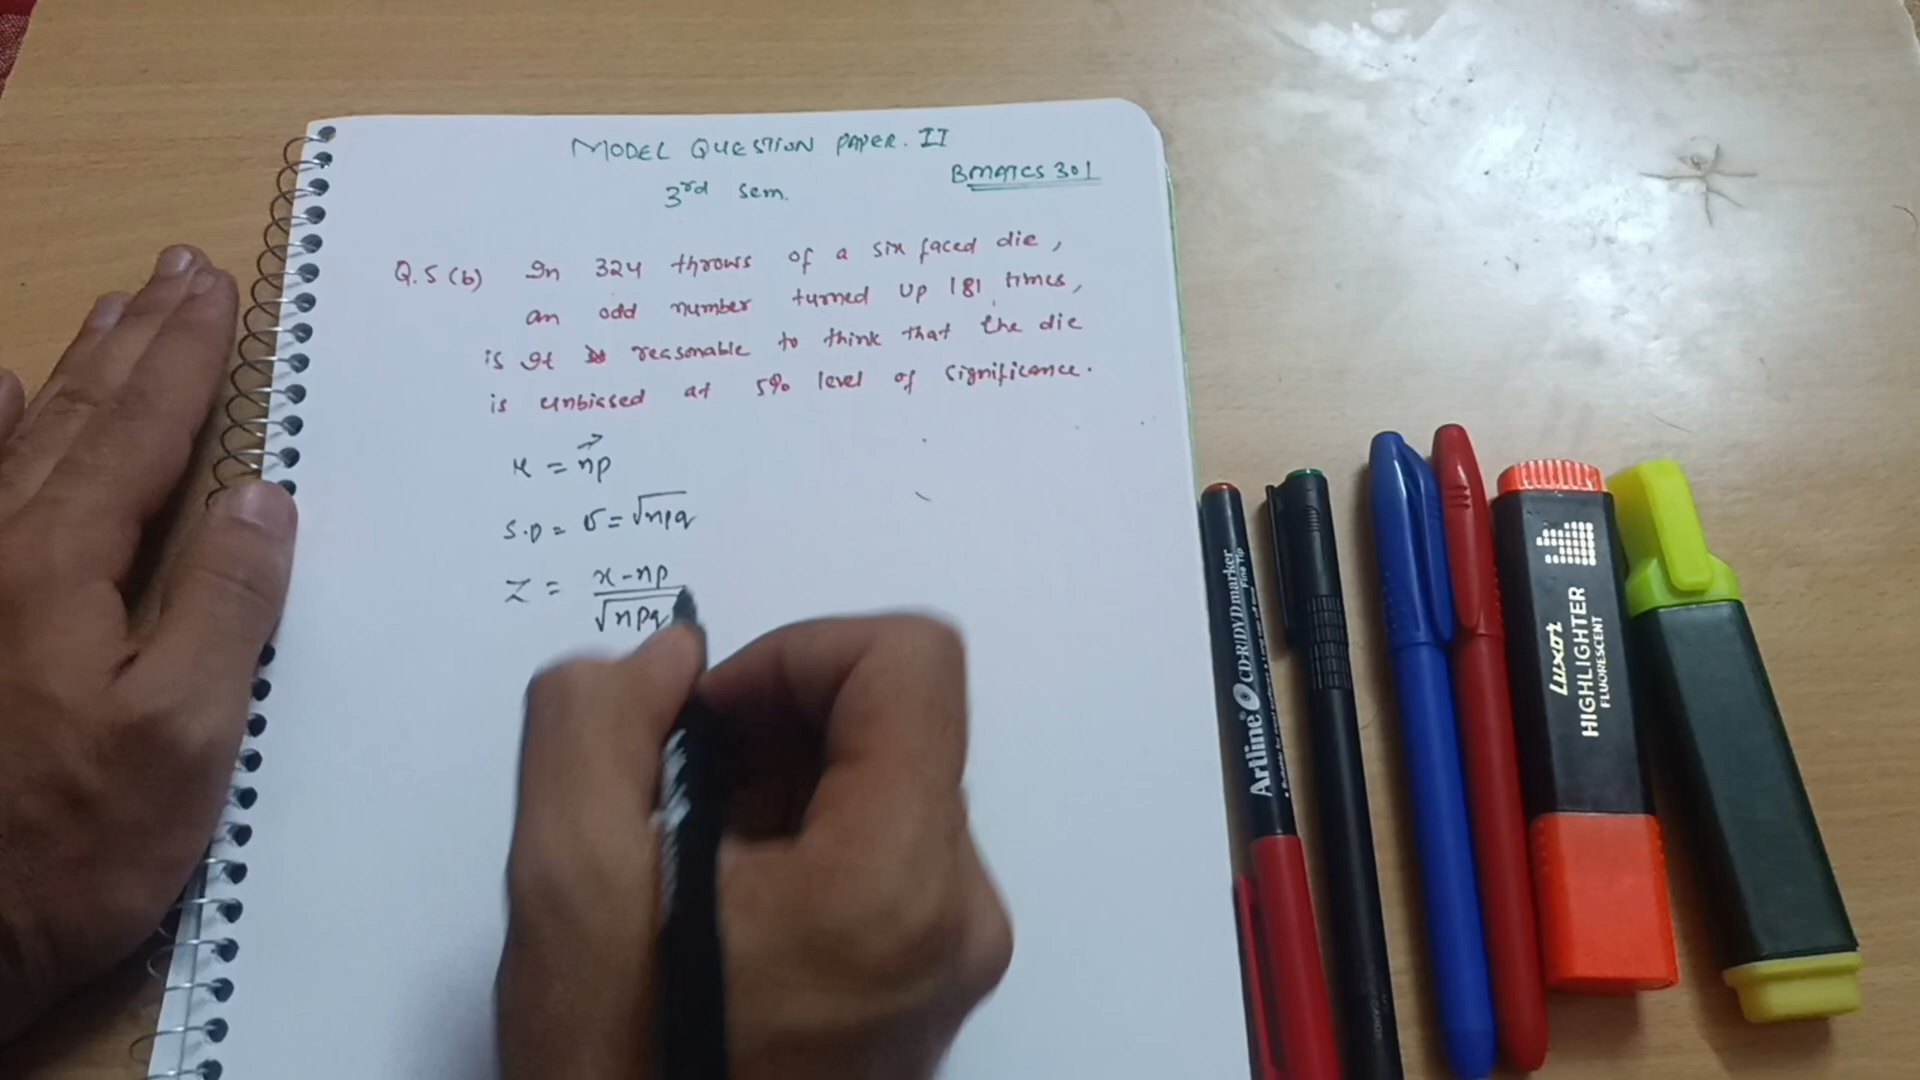 MODEL QUESTION PAPER. II
3rd sem.
BMATCS 301
Q.5 (b) In 324 throws of a six faced die,
an odd number turned up 181 times,
is It reasonable to think that the die
is unbiased at 5% level of significance.
μ = np
S.D = σ = √npq
Z = x - np
√npq
Artline CD-R/DVD marker
Fine Tip
Luxor
HIGHLIGHTER
FLUORESCENT